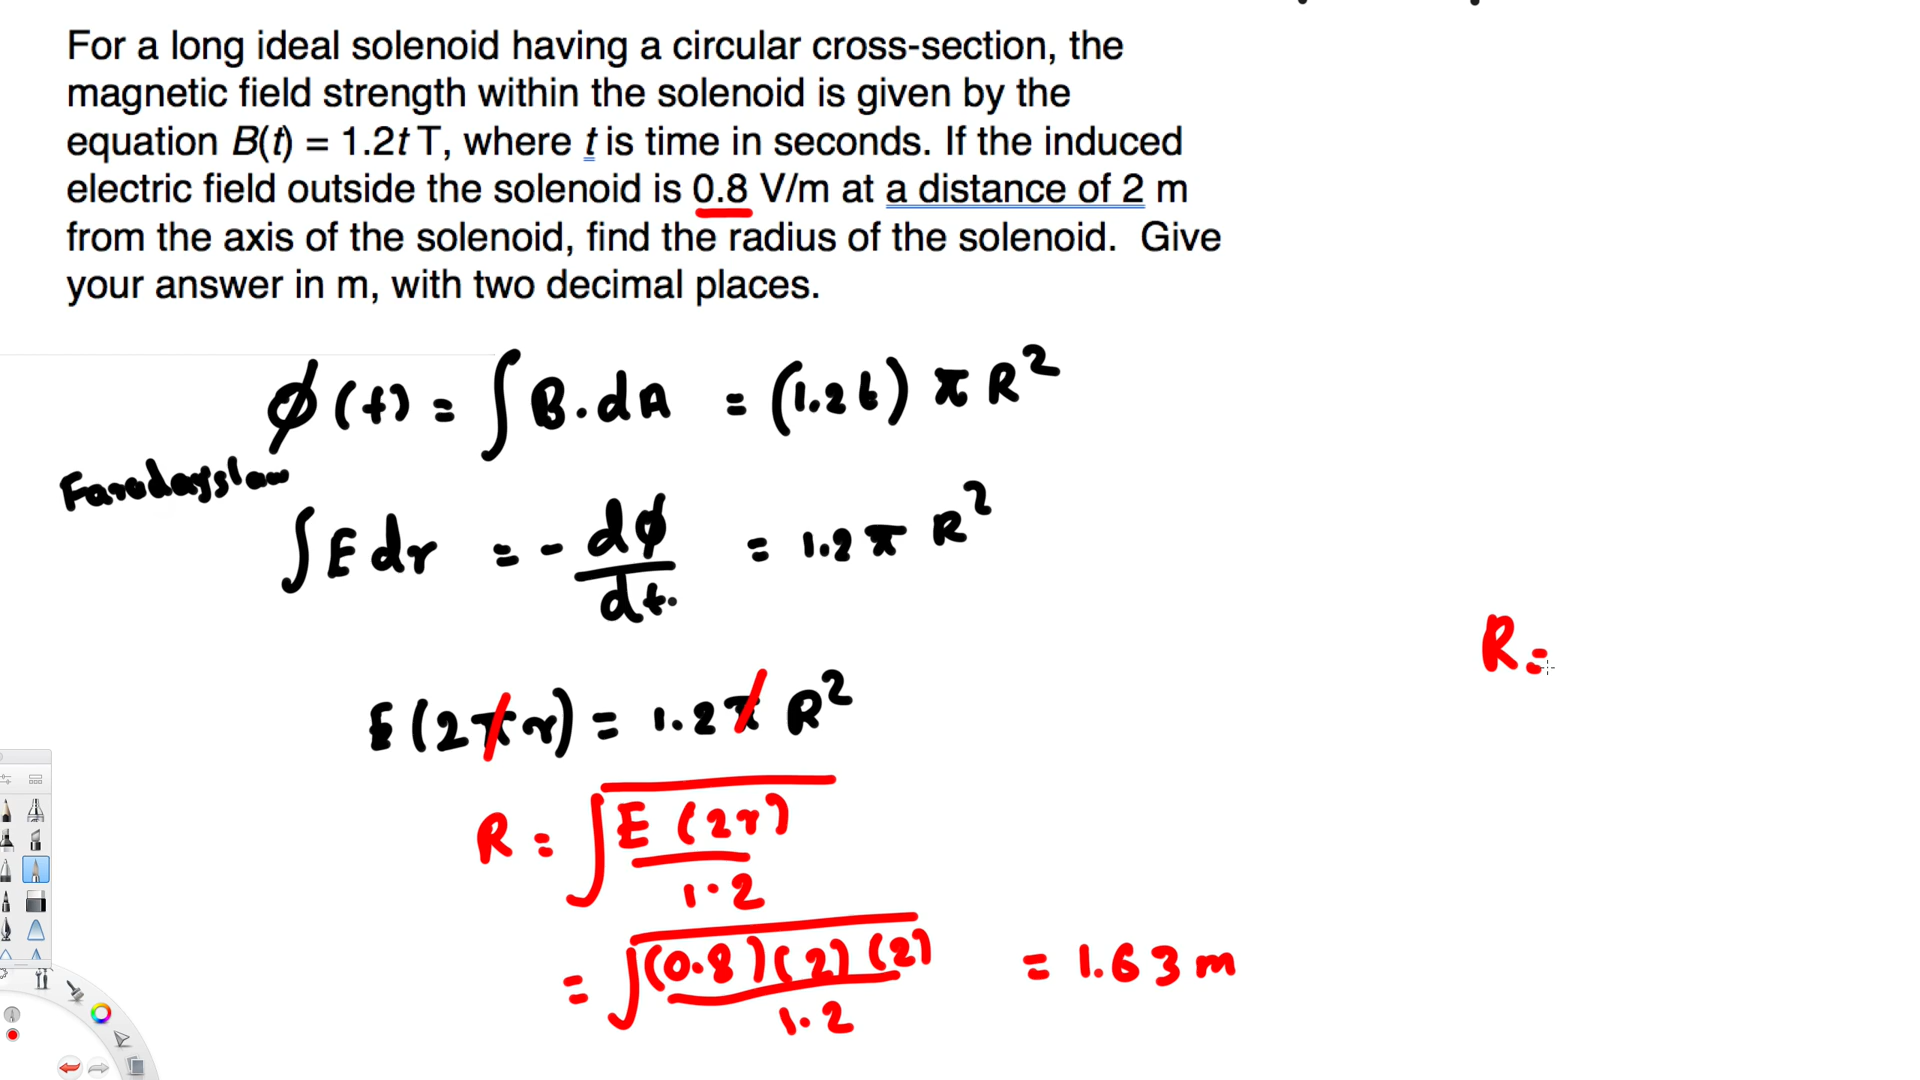 For a long ideal solenoid having a circular cross-section, the
magnetic field strength within the solenoid is given by the
equation B(t) = 1.2t T, where t is time in seconds. If the induced
electric field outside the solenoid is 0.8 V/m at a distance of 2 m
from the axis of the solenoid, find the radius of the solenoid.  Give
your answer in m, with two decimal places.
ϕ(t) = ∫ B.dA = (1.2t) π R²
Faradayslaw
∫ E dr = - dϕ/dt. = 1.2 π R²
R =
E (2πr) = 1.2 π R²
R = √(E (2r)/1.2)
= √((0.8)(2)(2)/1.2) = 1.63 m